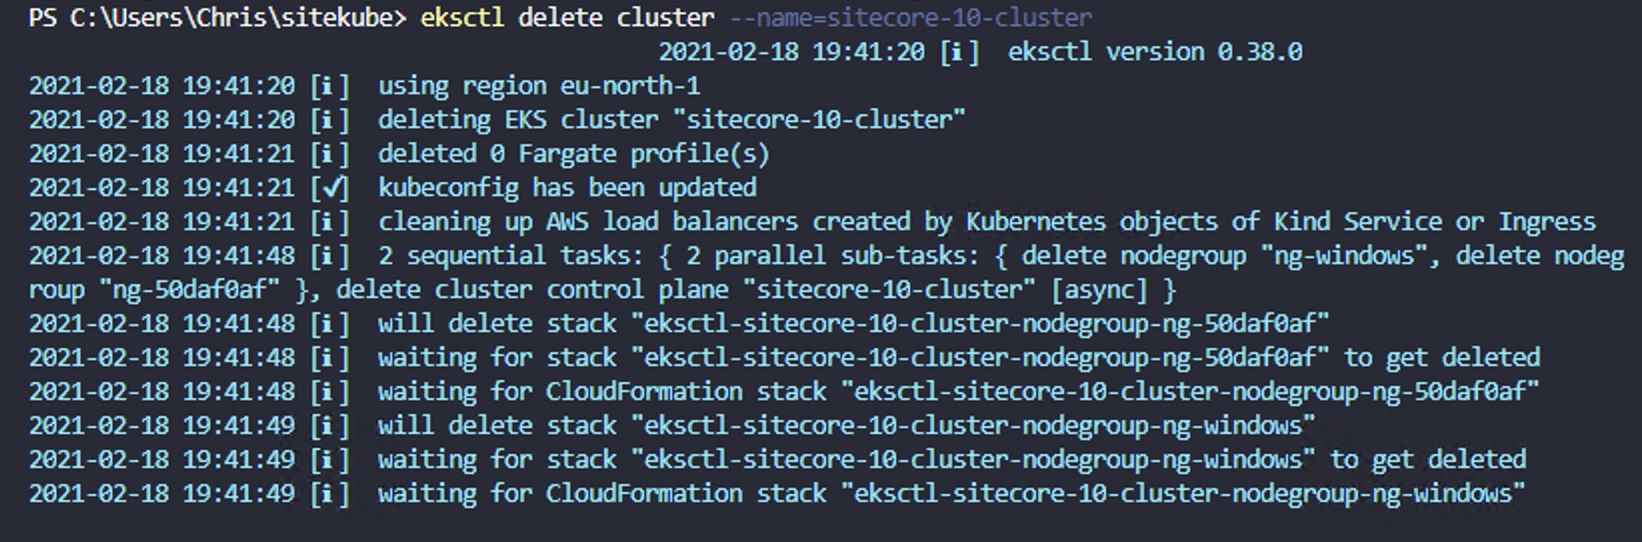 PS C:\Users\Chris\sitekube> eksctl delete cluster --name=sitecore-10-cluster
2021-02-18 19:41:20 [ℹ]  eksctl version 0.38.0
2021-02-18 19:41:20 [ℹ]  using region eu-north-1
2021-02-18 19:41:20 [ℹ]  deleting EKS cluster "sitecore-10-cluster"
2021-02-18 19:41:21 [ℹ]  deleted 0 Fargate profile(s)
2021-02-18 19:41:21 [✔]  kubeconfig has been updated
2021-02-18 19:41:21 [ℹ]  cleaning up AWS load balancers created by Kubernetes objects of Kind Service or Ingress
2021-02-18 19:41:48 [ℹ]  2 sequential tasks: { 2 parallel sub-tasks: { delete nodegroup "ng-windows", delete nodeg
roup "ng-50daf0af" }, delete cluster control plane "sitecore-10-cluster" [async] }
2021-02-18 19:41:48 [ℹ]  will delete stack "eksctl-sitecore-10-cluster-nodegroup-ng-50daf0af"
2021-02-18 19:41:48 [ℹ]  waiting for stack "eksctl-sitecore-10-cluster-nodegroup-ng-50daf0af" to get deleted
2021-02-18 19:41:48 [ℹ]  waiting for CloudFormation stack "eksctl-sitecore-10-cluster-nodegroup-ng-50daf0af"
2021-02-18 19:41:49 [ℹ]  will delete stack "eksctl-sitecore-10-cluster-nodegroup-ng-windows"
2021-02-18 19:41:49 [ℹ]  waiting for stack "eksctl-sitecore-10-cluster-nodegroup-ng-windows" to get deleted
2021-02-18 19:41:49 [ℹ]  waiting for CloudFormation stack "eksctl-sitecore-10-cluster-nodegroup-ng-windows"